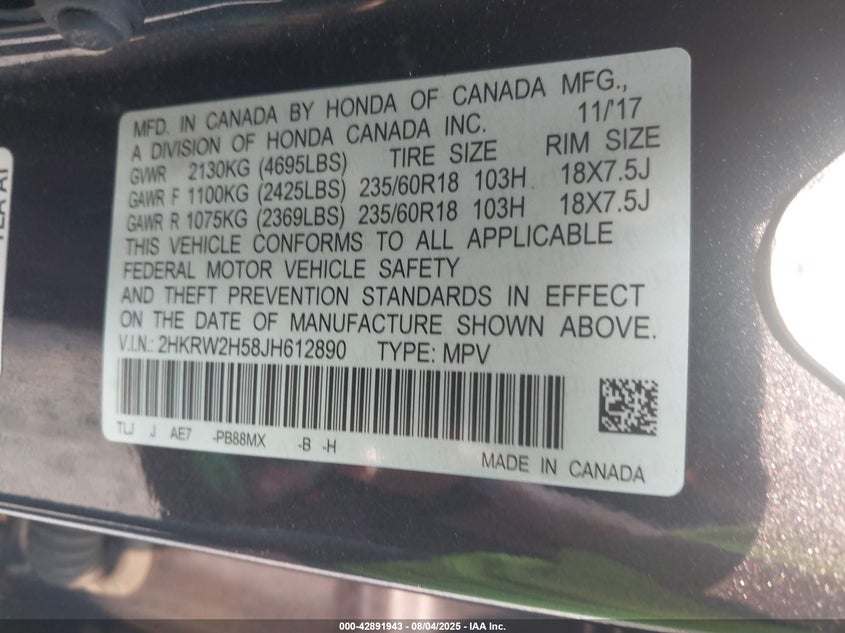 MFD. IN CANADA BY HONDA OF CANADA MFG.,
A DIVISION OF HONDA CANADA INC. 11/'17
GVWR 2130KG (4695LBS) TIRE SIZE RIM SIZE
GAWR F 1100KG (2425LBS) 235/60R18 103H 18X7.5J
GAWR R 1075KG (2369LBS) 235/60R18 103H 18X7.5J
THIS VEHICLE CONFORMS TO ALL APPLICABLE
FEDERAL MOTOR VEHICLE SAFETY
AND THEFT PREVENTION STANDARDS IN EFFECT
ON THE DATE OF MANUFACTURE SHOWN ABOVE.
V.I.N.: 2HKRW2H58JH612890 TYPE: MPV
TLJ J AE7 -PB88MX -B -H
MADE IN CANADA
000-42891943 - 08/04/2025 - IAA Inc.